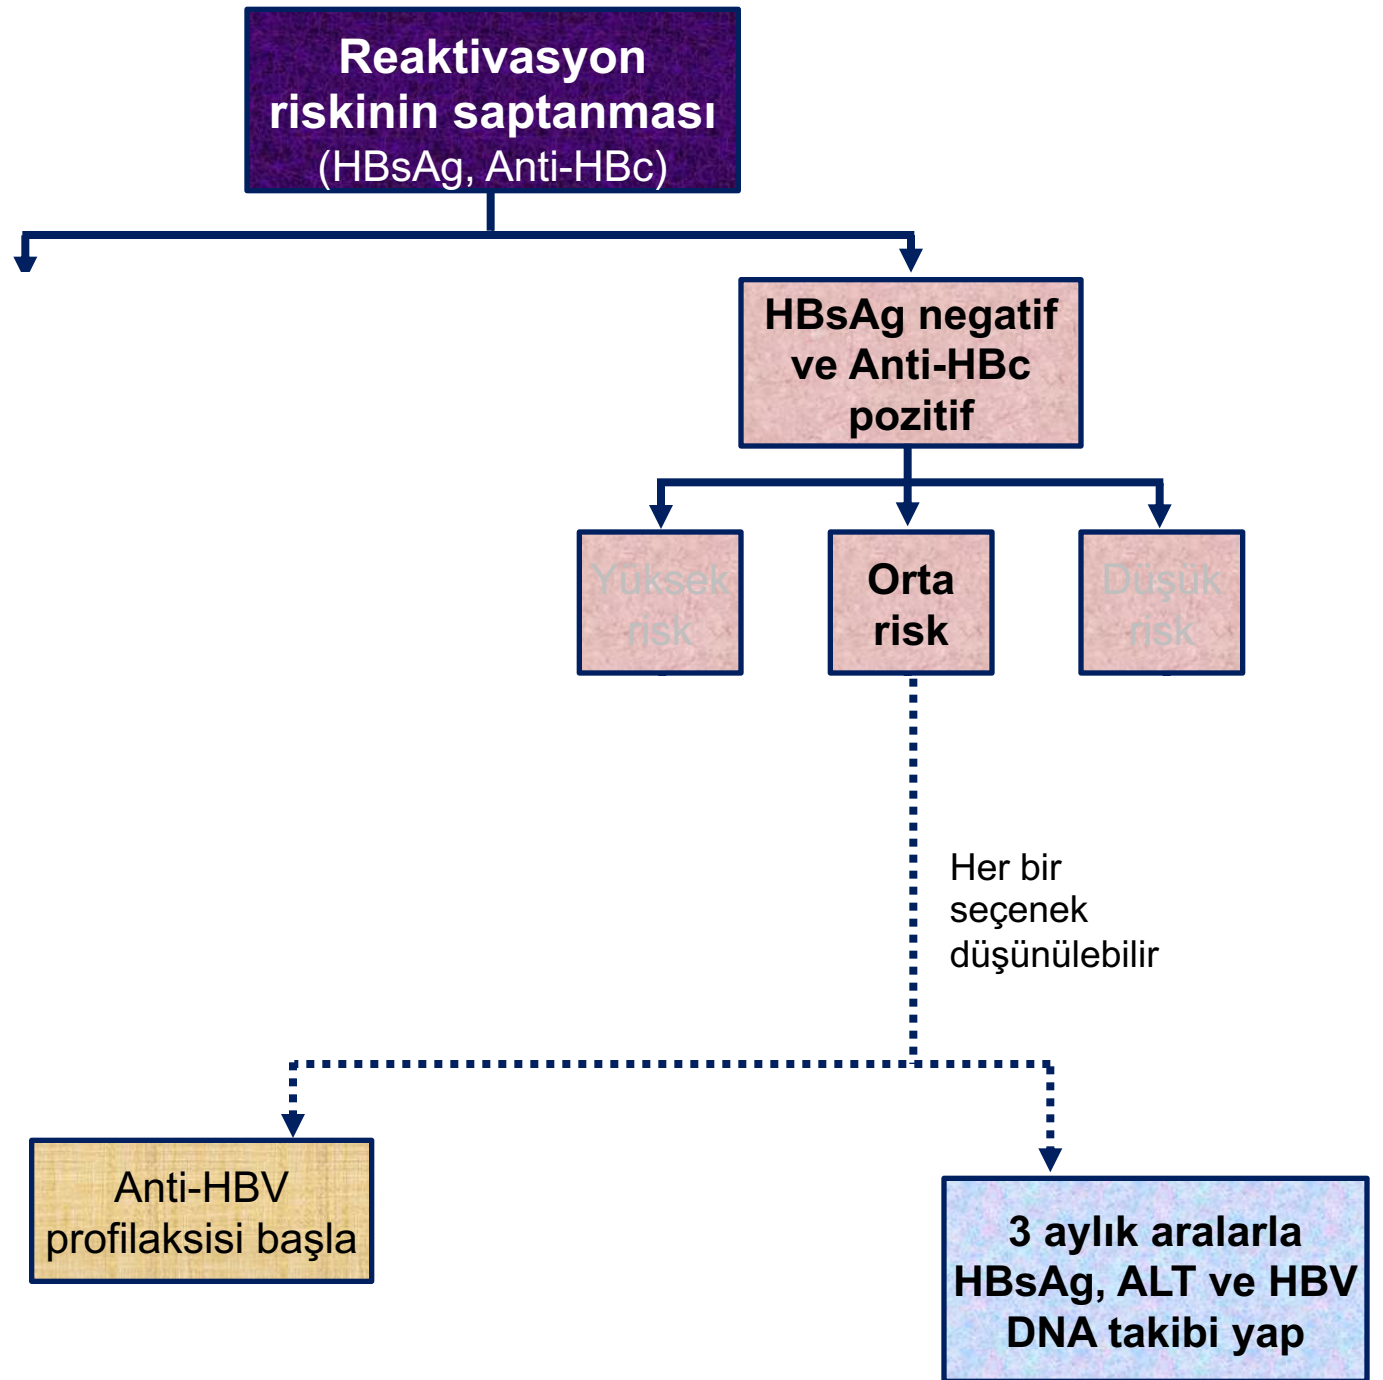 Reaktivasyon
riskinin saptanması
(HBsAg, Anti-HBc)
HBsAg negatif
ve Anti-HBc
pozitif
Yüksek
risk
Orta
risk
Düşük
risk
Her bir
seçenek
düşünülebilir
Anti-HBV
profilaksisi başla
3 aylık aralarla
HBsAg, ALT ve HBV
DNA takibi yap